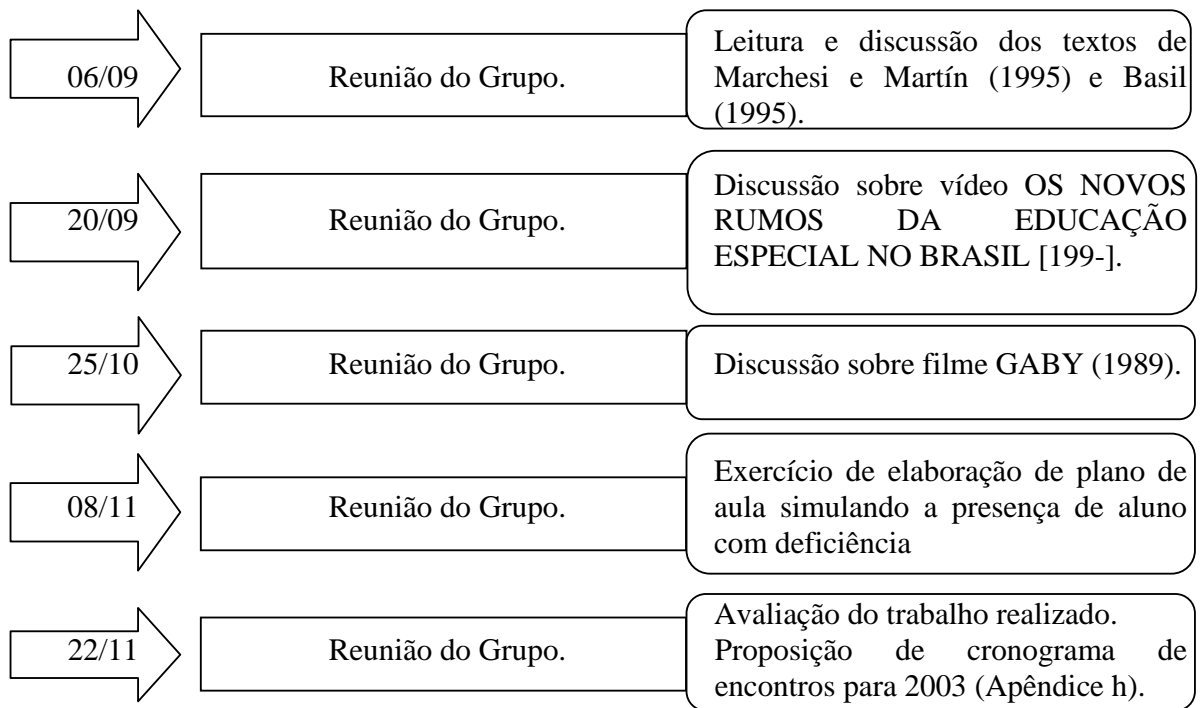 06/09
Reunião do Grupo.
Leitura e discussão dos textos de
Marchesi e Martín (1995) e Basil
(1995).
20/09
Reunião do Grupo.
Discussão sobre vídeo OS NOVOS
RUMOS DA EDUCAÇÃO
ESPECIAL NO BRASIL [199-].
25/10
Reunião do Grupo.
Discussão sobre filme GABY (1989).
08/11
Reunião do Grupo.
Exercício de elaboração de plano de
aula simulando a presença de aluno
com deficiência
22/11
Reunião do Grupo.
Avaliação do trabalho realizado.
Proposição de cronograma de
encontros para 2003 (Apêndice h).